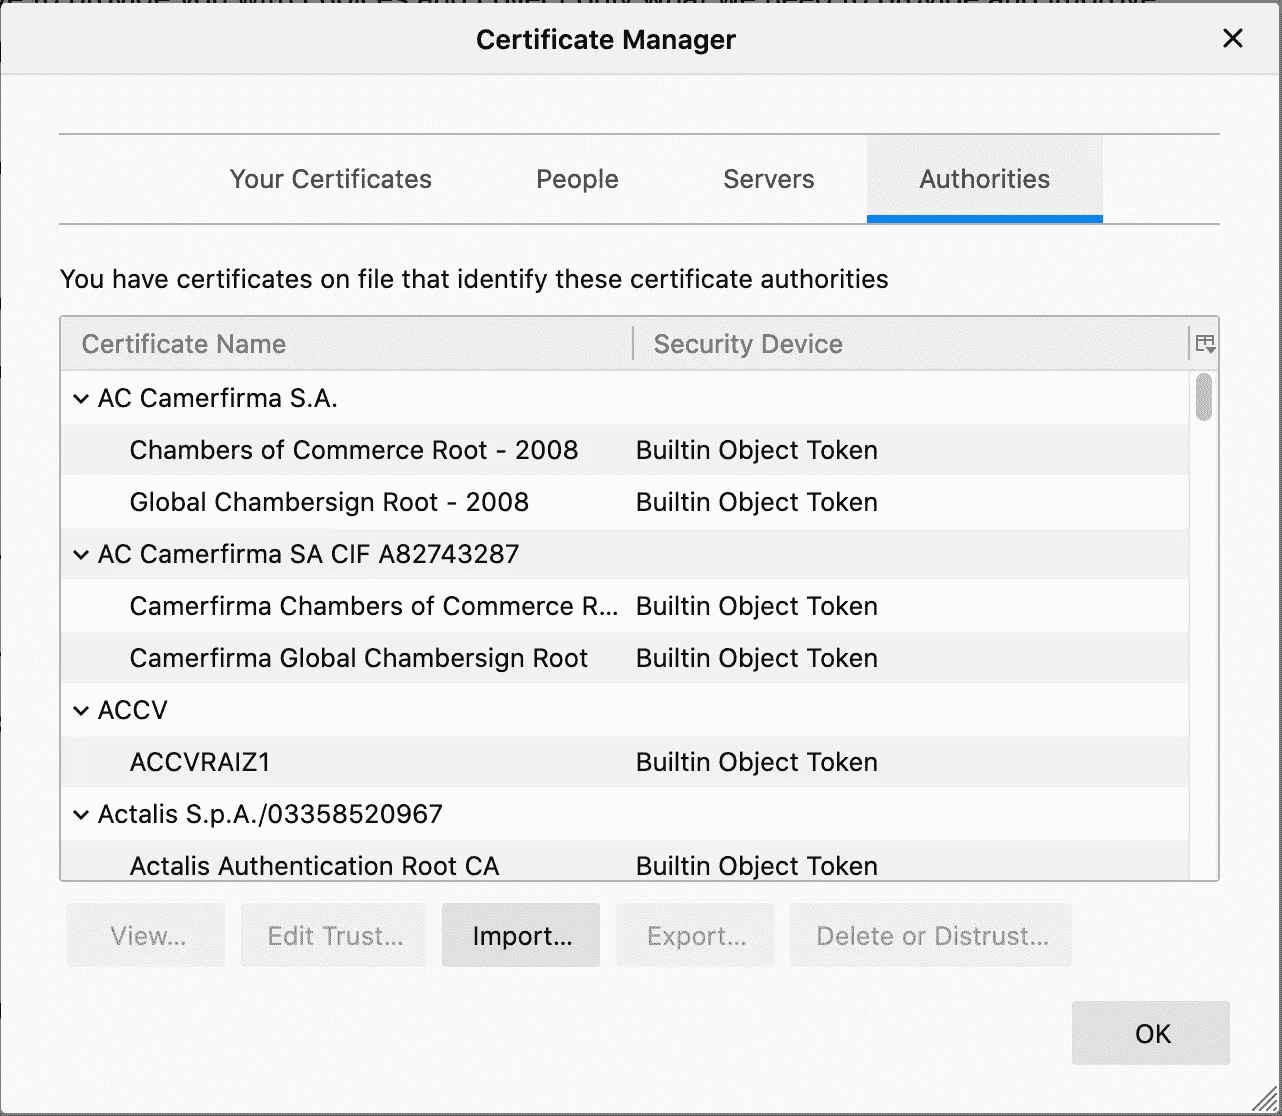 Certificate Manager
Your Certificates People Servers Authorities
You have certificates on file that identify these certificate authorities
Certificate Name Security Device
AC Camerfirma S.A.
Chambers of Commerce Root - 2008 Builtin Object Token
Global Chambersign Root - 2008 Builtin Object Token
AC Camerfirma SA CIF A82743287
Camerfirma Chambers of Commerce R... Builtin Object Token
Camerfirma Global Chambersign Root Builtin Object Token
ACCV
ACCVRAIZ1 Builtin Object Token
Actalis S.p.A./03358520967
Actalis Authentication Root CA Builtin Object Token
View... Edit Trust... Import... Export... Delete or Distrust...
OK